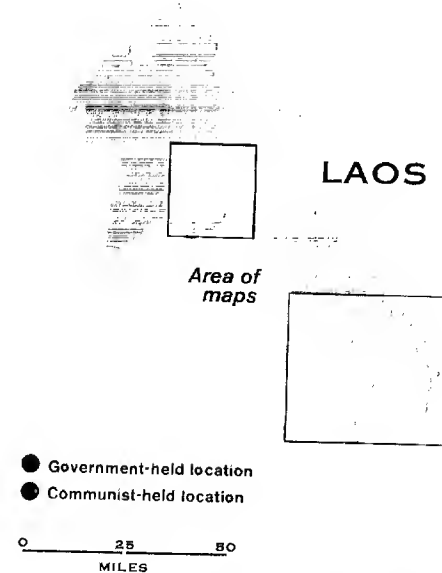 LAOS
Area of
maps
Government-held location
Communist-held location
0 25 50
MILES